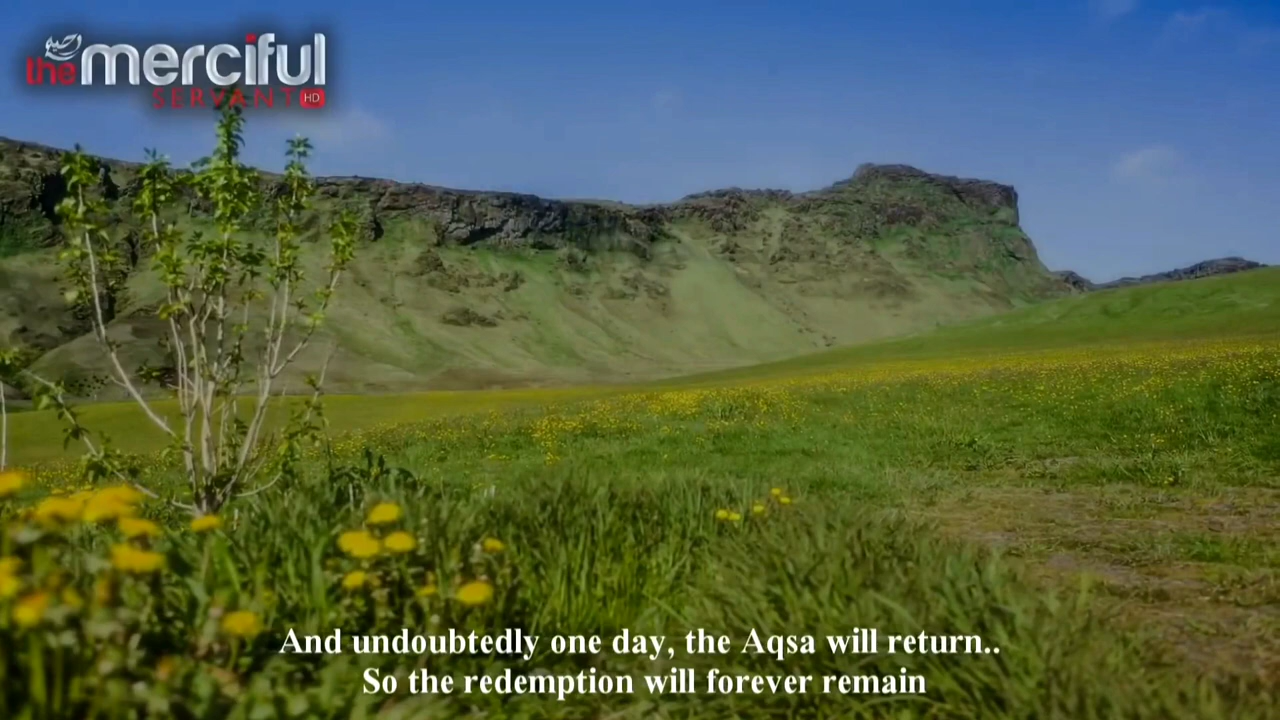 the merciful
SERVANT HD
And undoubtedly one day, the Aqsa will return..
So the redemption will forever remain